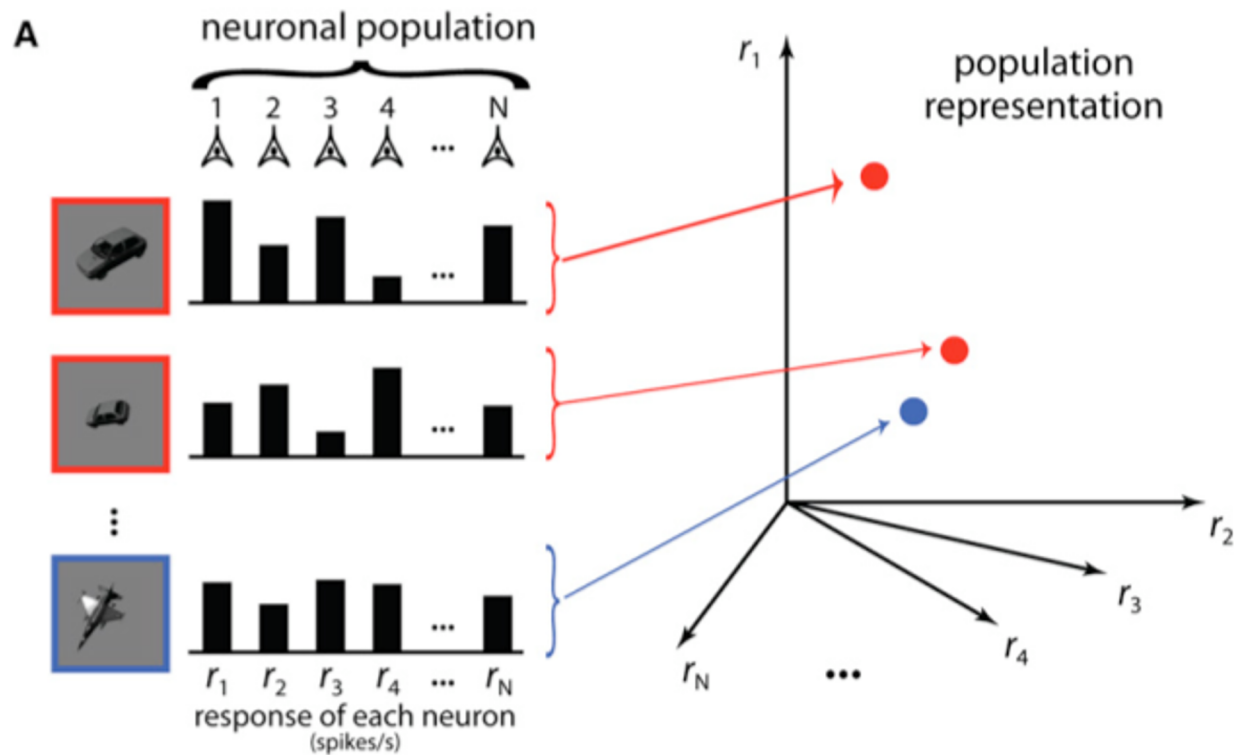 A
neuronal population
1 2 3 4 ... N
...
...
...
r1 r2 r3 r4 ... rN
response of each neuron
(spikes/s)
population
representation
r1
r2
r3
r4
...
rN